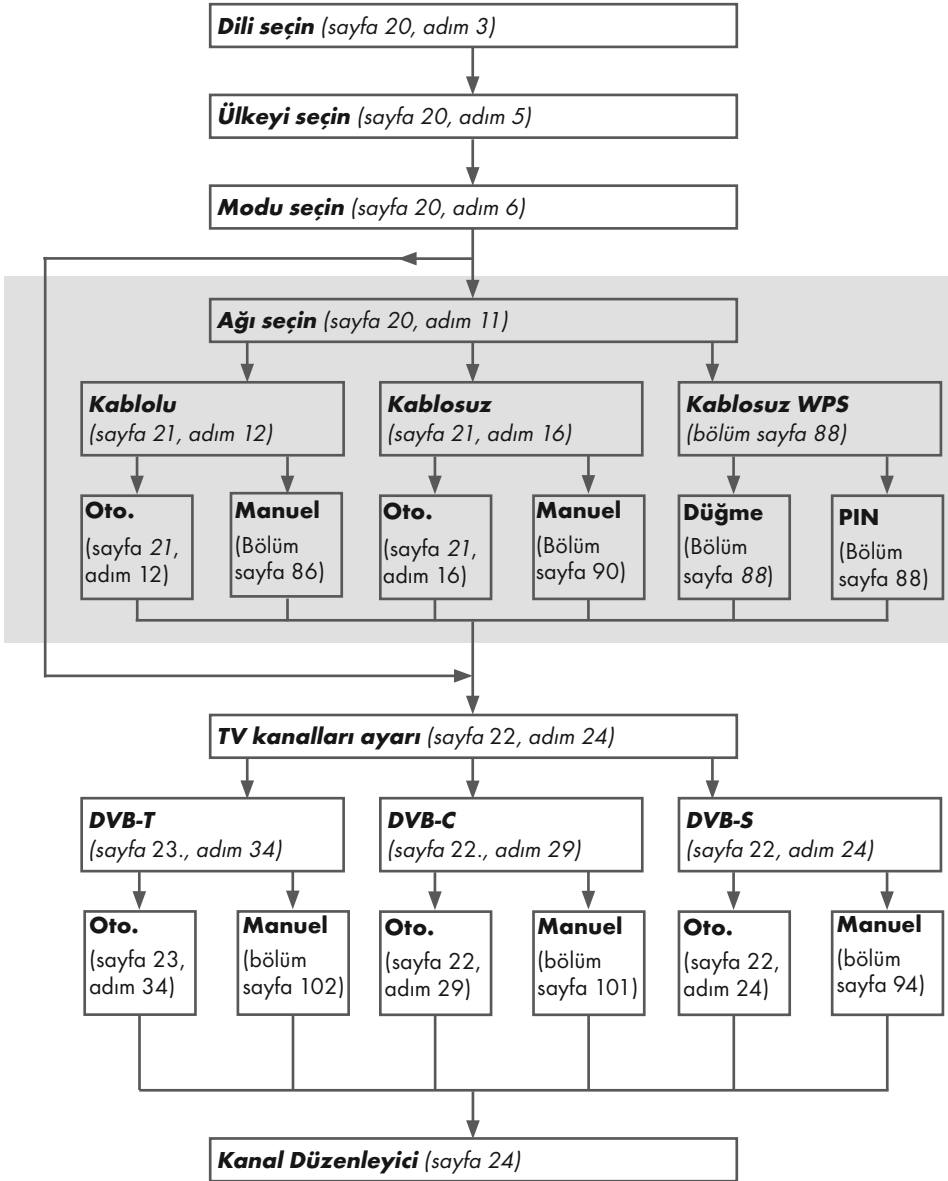 Dili seçin (sayfa 20, adım 3)
Ülkeyi seçin (sayfa 20, adım 5)
Modu seçin (sayfa 20, adım 6)
Ağı seçin (sayfa 20, adım 11)
Kablolu
(sayfa 21, adım 12)
Kablosuz
(sayfa 21, adım 16)
Kablosuz WPS
(bölüm sayfa 88)
Oto.
(sayfa 21,
adım 12)
Manuel
(Bölüm
sayfa 86)
Oto.
(sayfa 21,
adım 16)
Manuel
(Bölüm
sayfa 90)
Düğme
(Bölüm
sayfa 88)
PIN
(Bölüm
sayfa 88)
TV kanalları ayarı (sayfa 22, adım 24)
DVB-T
(sayfa 23., adım 34)
DVB-C
(sayfa 22., adım 29)
DVB-S
(sayfa 22, adım 24)
Oto.
(sayfa 23,
adım 34)
Manuel
(bölüm
sayfa 102)
Oto.
(sayfa 22,
adım 29)
Manuel
(bölüm
sayfa 101)
Oto.
(sayfa 22,
adım 24)
Manuel
(bölüm
sayfa 94)
Kanal Düzenleyici (sayfa 24)